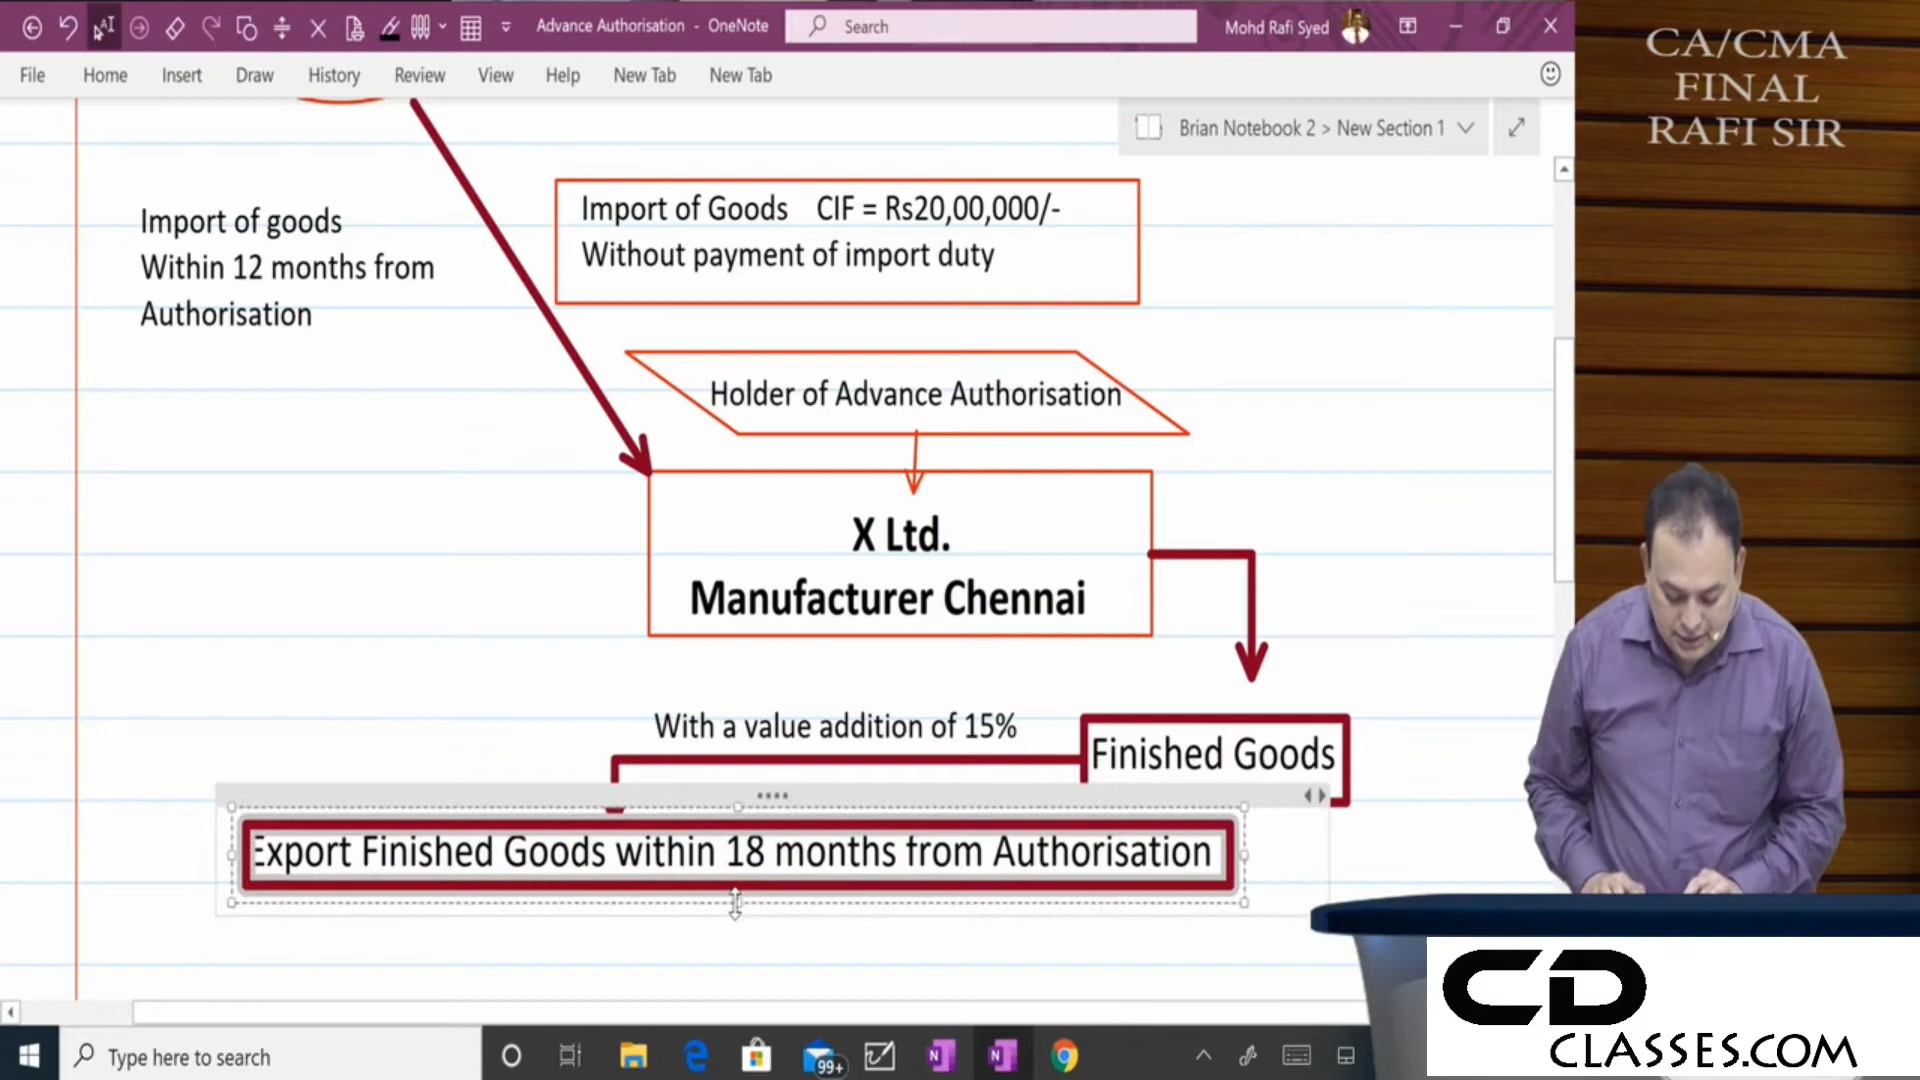 Advance Authorisation - OneNote
Search
Mohd Rafi Syed
File Home Insert Draw History Review View Help New Tab New Tab
CA/CMA
FINAL
RAFI SIR
Brian Notebook 2 > New Section 1
Import of goods
Within 12 months from
Authorisation
Import of Goods CIF = Rs20,00,000/-
Without payment of import duty
Holder of Advance Authorisation
X Ltd.
Manufacturer Chennai
With a value addition of 15%
Finished Goods
Export Finished Goods within 18 months from Authorisation
Type here to search
99+
CD
CLASSES.COM